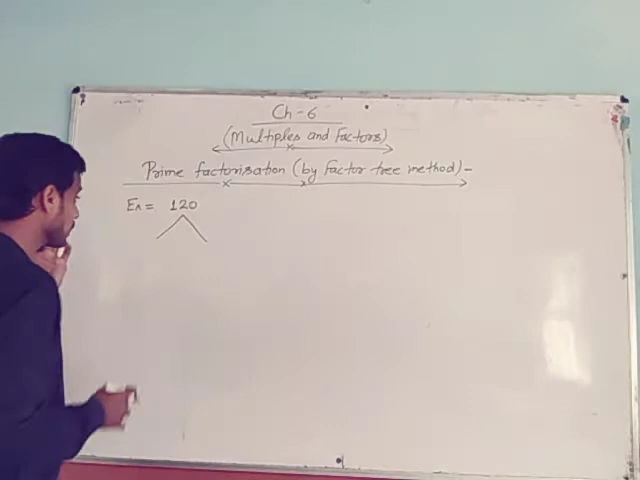 Ch-6
(Multiples and Factors)
Prime factorisation (by factor tree method)-
Ex = 120